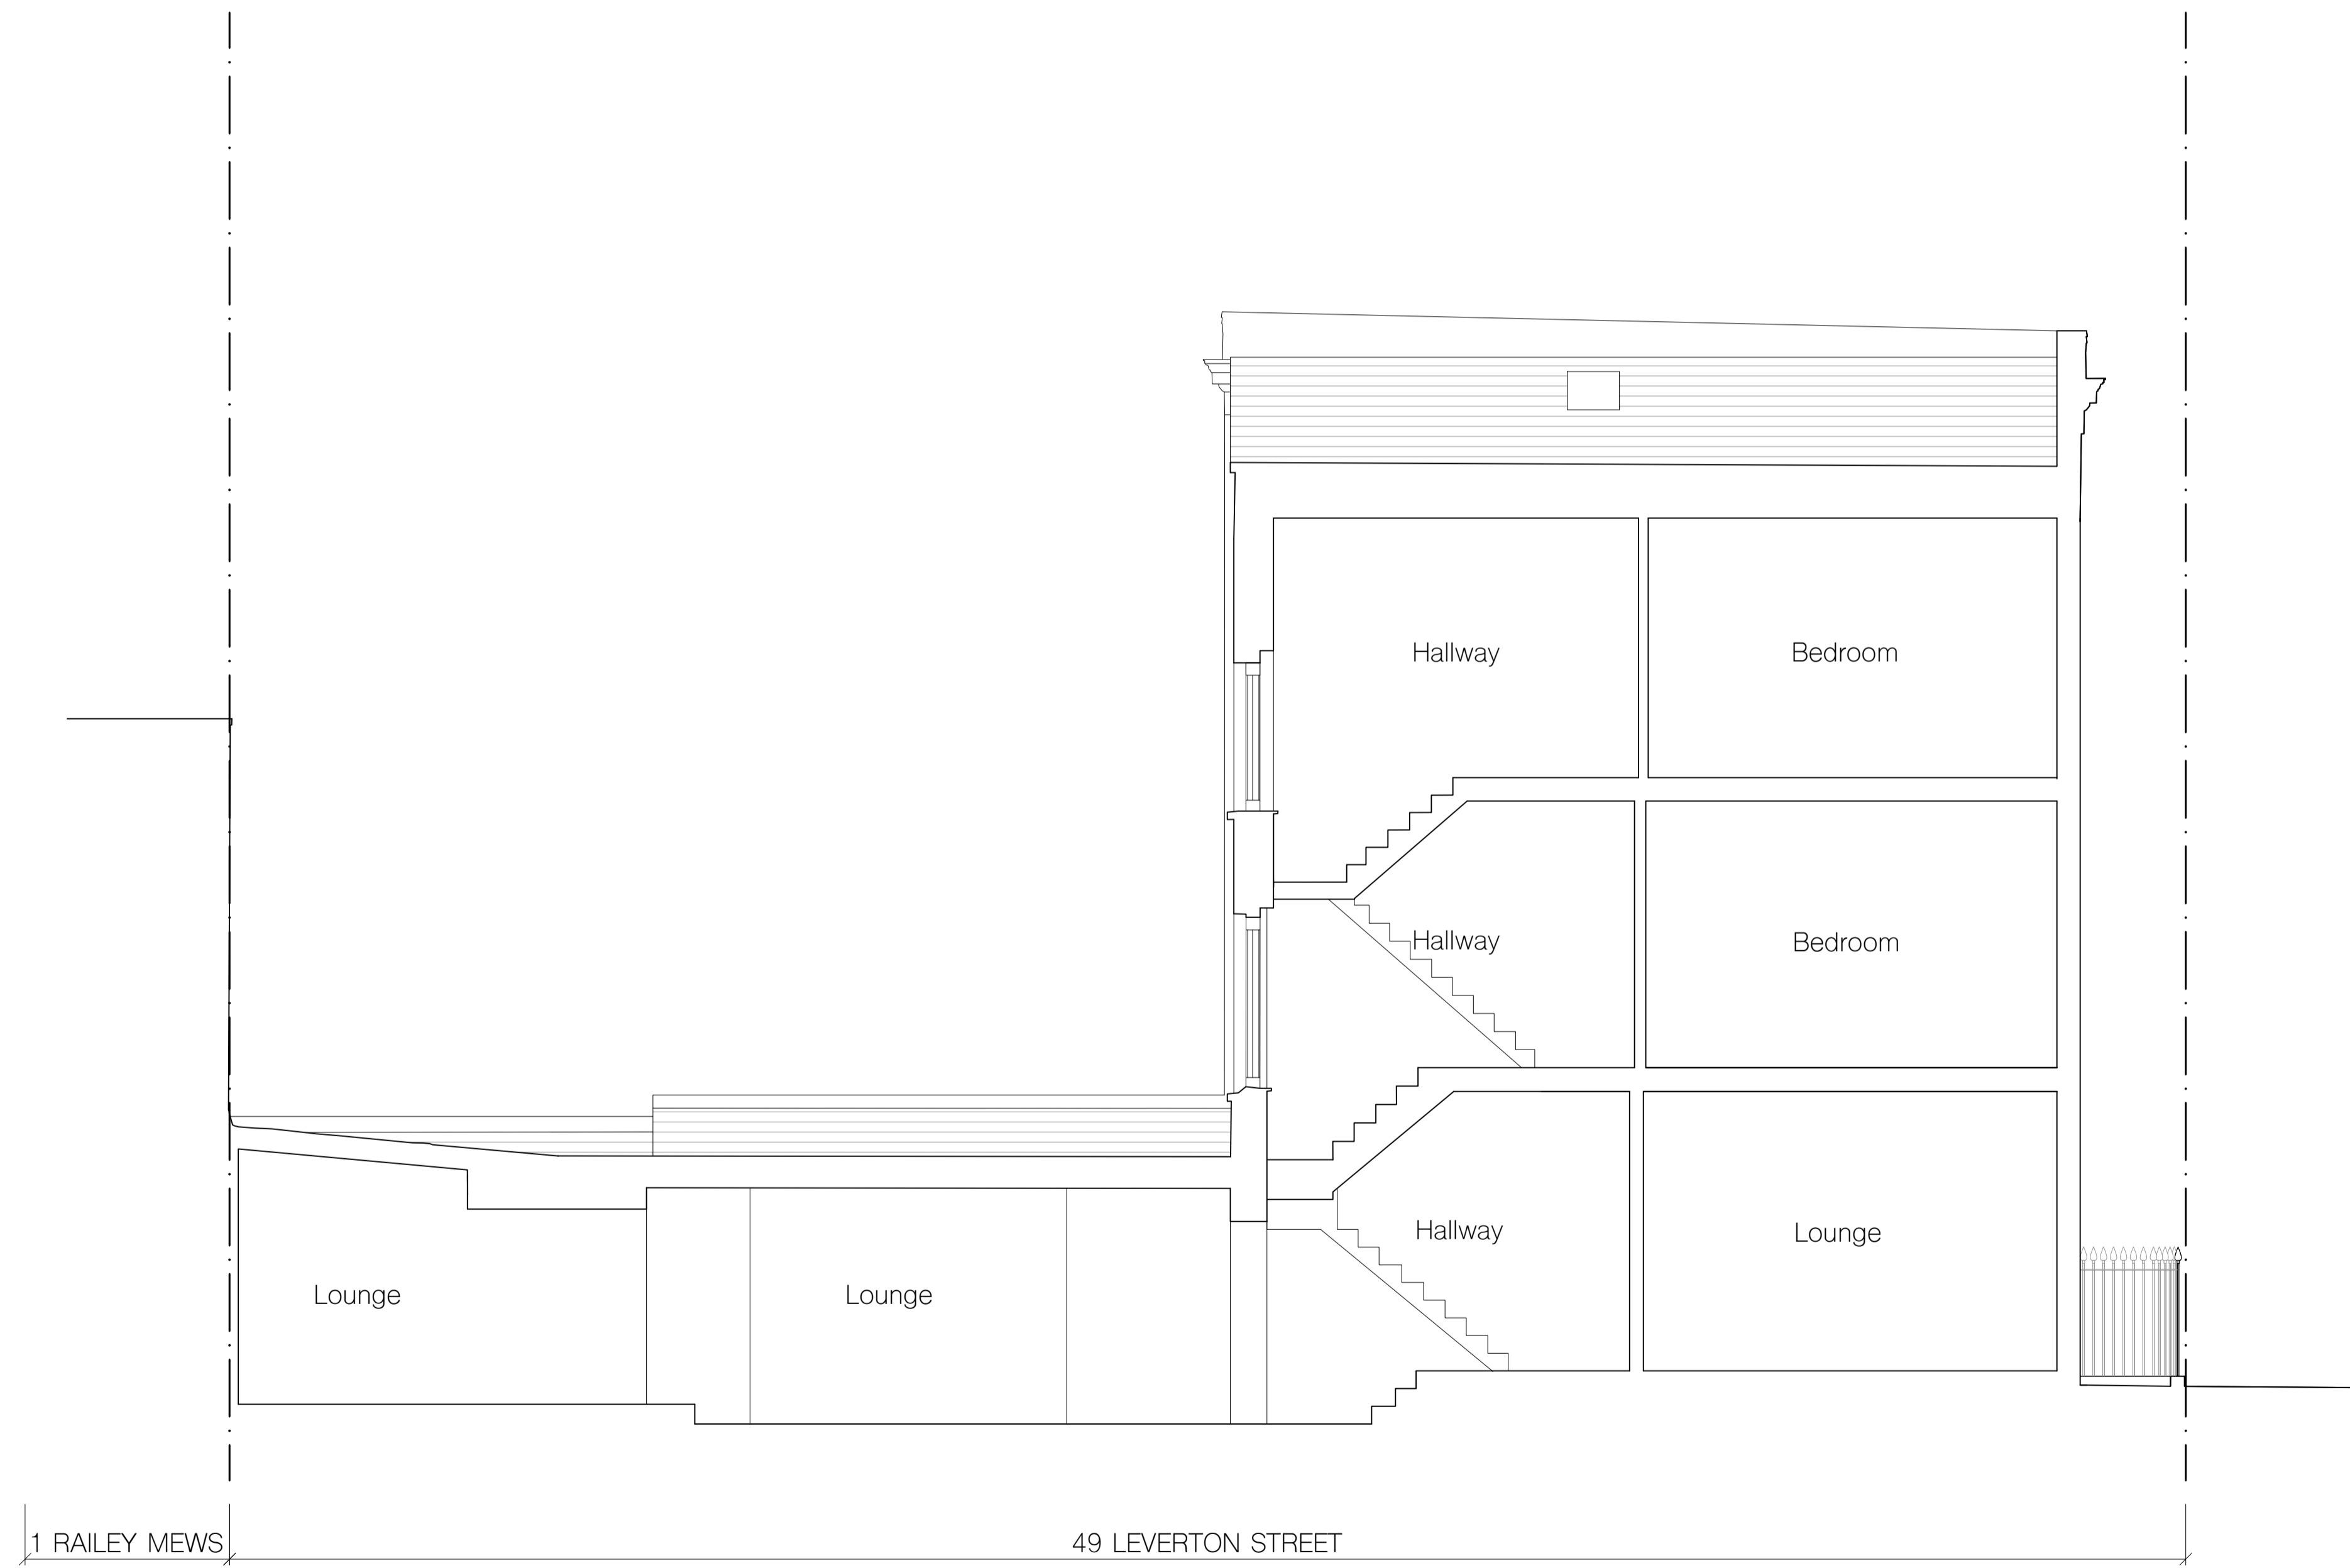 Hallway
Bedroom
Hallway
Bedroom
Hallway
Lounge
Lounge
Lounge
1 RAILEY MEWS
49 LEVERTON STREET